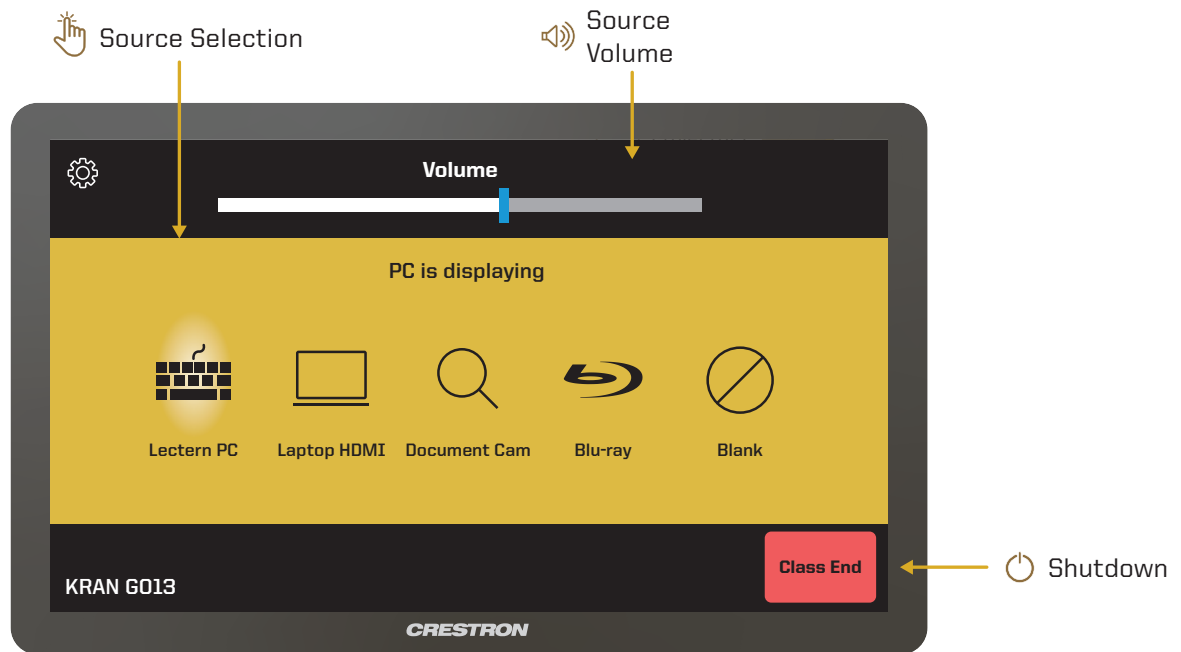 Source Selection
Source
Volume
Volume
PC is displaying
Lectern PC
Laptop HDMI
Document Cam
Blu-ray
Blank
KRAN G013
Class End
Shutdown
CRESTRON